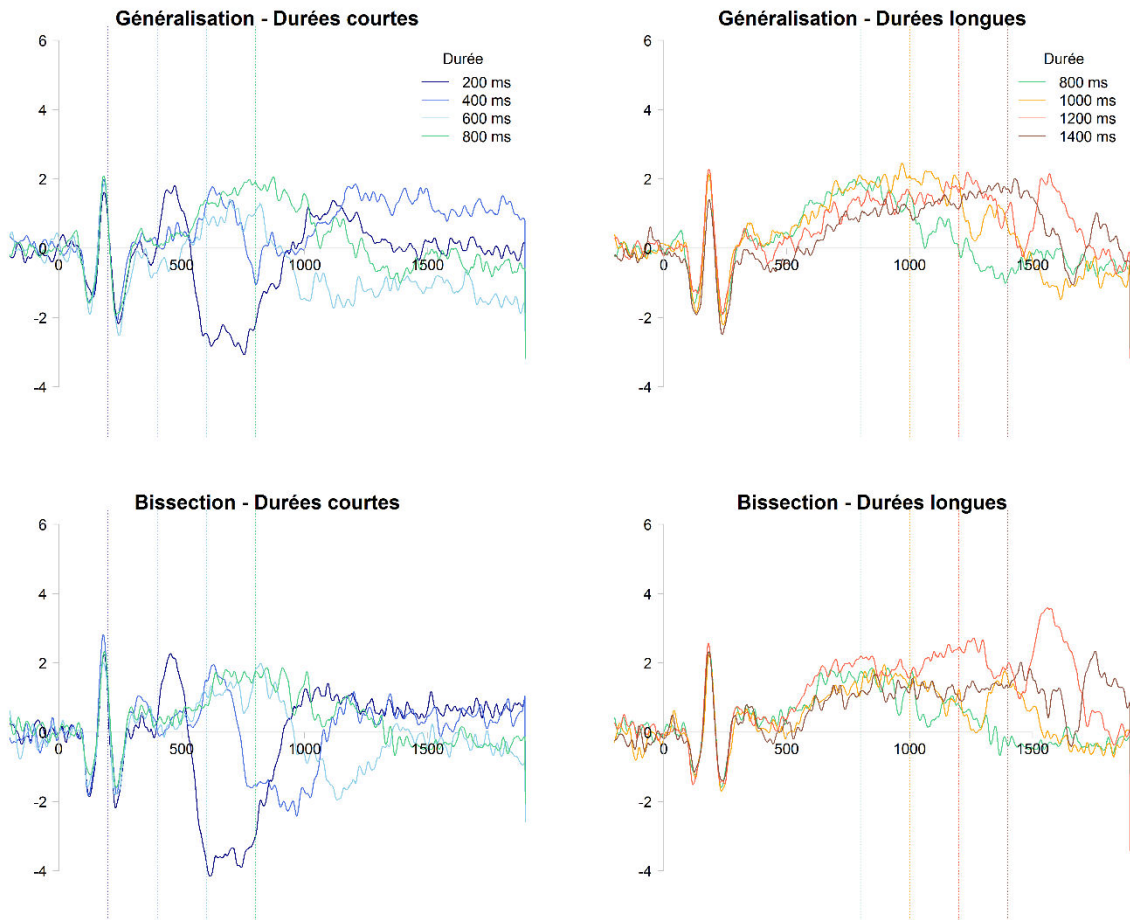 Généralisation - Durées courtes
6
4
2
0
-2
-4
0
500
1000
1500
Durée
200 ms
400 ms
600 ms
800 ms
Généralisation - Durées longues
6
4
2
0
-2
-4
0
500
1000
1500
Durée
800 ms
1000 ms
1200 ms
1400 ms
Bissection - Durées courtes
6
4
2
0
-2
-4
0
500
1000
1500
Bissection - Durées longues
6
4
2
0
-2
-4
0
500
1000
1500